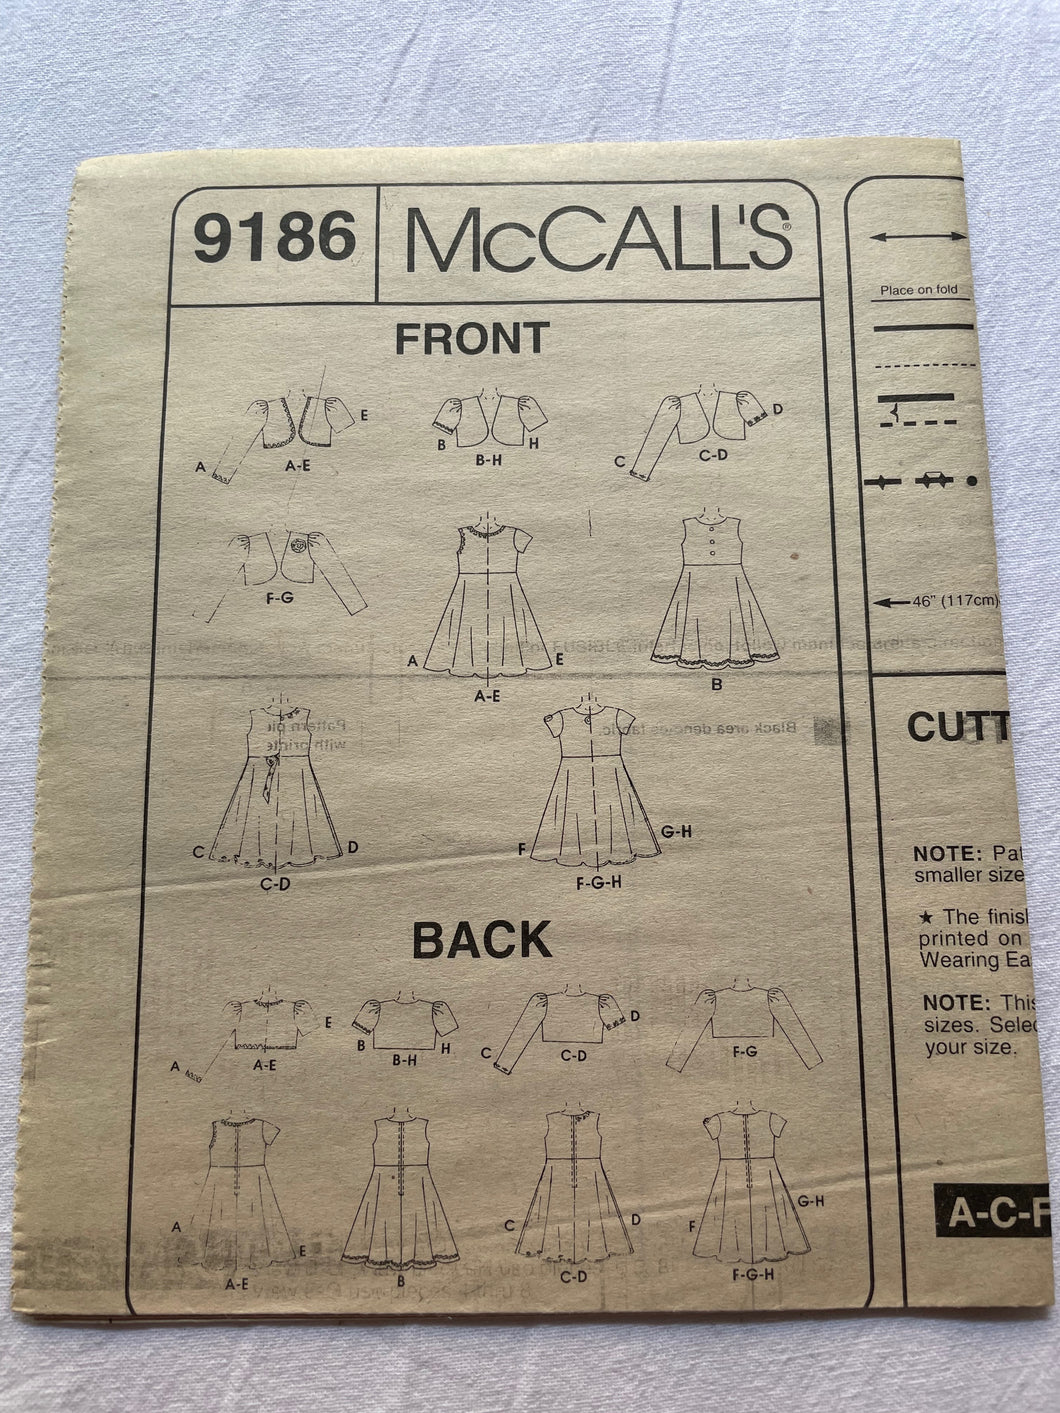 9186
McCALL'S®
FRONT
A
A-E
E
B
B-H
H
C
C-D
D
F-G
A
A-E
E
B
C
C-D
D
F
F-G-H
G-H
BACK
A
A-E
E
B
B-H
H
C
C-D
D
F-G
A
A-E
E
B
C
C-D
D
F
F-G-H
G-H
Place on fold
46" (117cm)
CUTT
NOTE: Pat
smaller size
★ The finish
printed on
Wearing Ea
NOTE: This
sizes. Selec
your size.
A-C-F